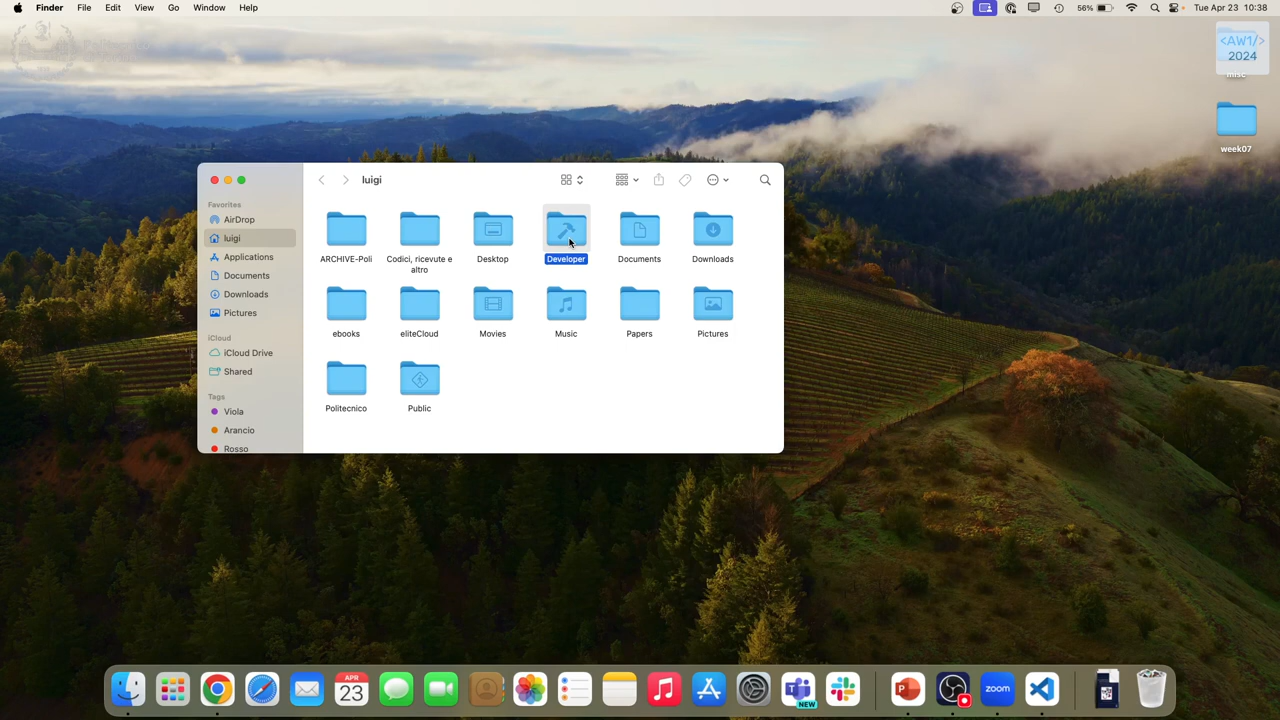 Finder File Edit View Go Window Help 56% Tue Apr 23 10:38
<AW1/>
2024
misc
week07
luigi
Favorites
AirDrop
luigi
Applications
Documents
Downloads
Pictures
iCloud
iCloud Drive
Shared
Tags
Viola
Arancio
Rosso
ARCHIVE-Poli
Codici, ricevute e
altro
Desktop
Developer
Documents
Downloads
ebooks
eliteCloud
Movies
Music
Papers
Pictures
Politecnico
Public
APR
23
NEW
zoom